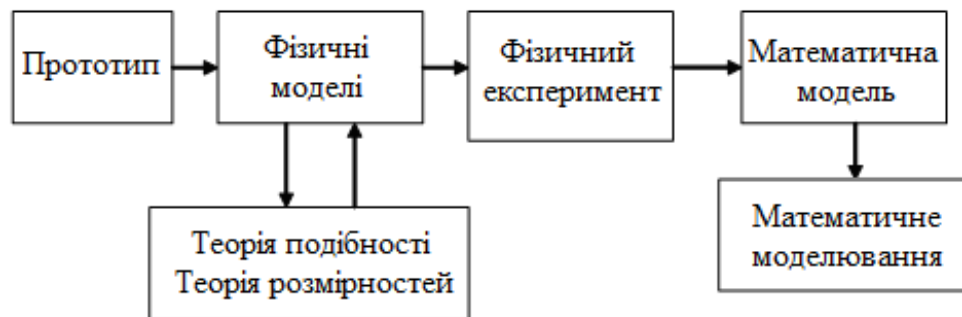 Прототип
Фізичні
моделі
Фізичний
експеримент
Математична
модель
Теорія подібності
Теорія розмірностей
Математичне
моделювання